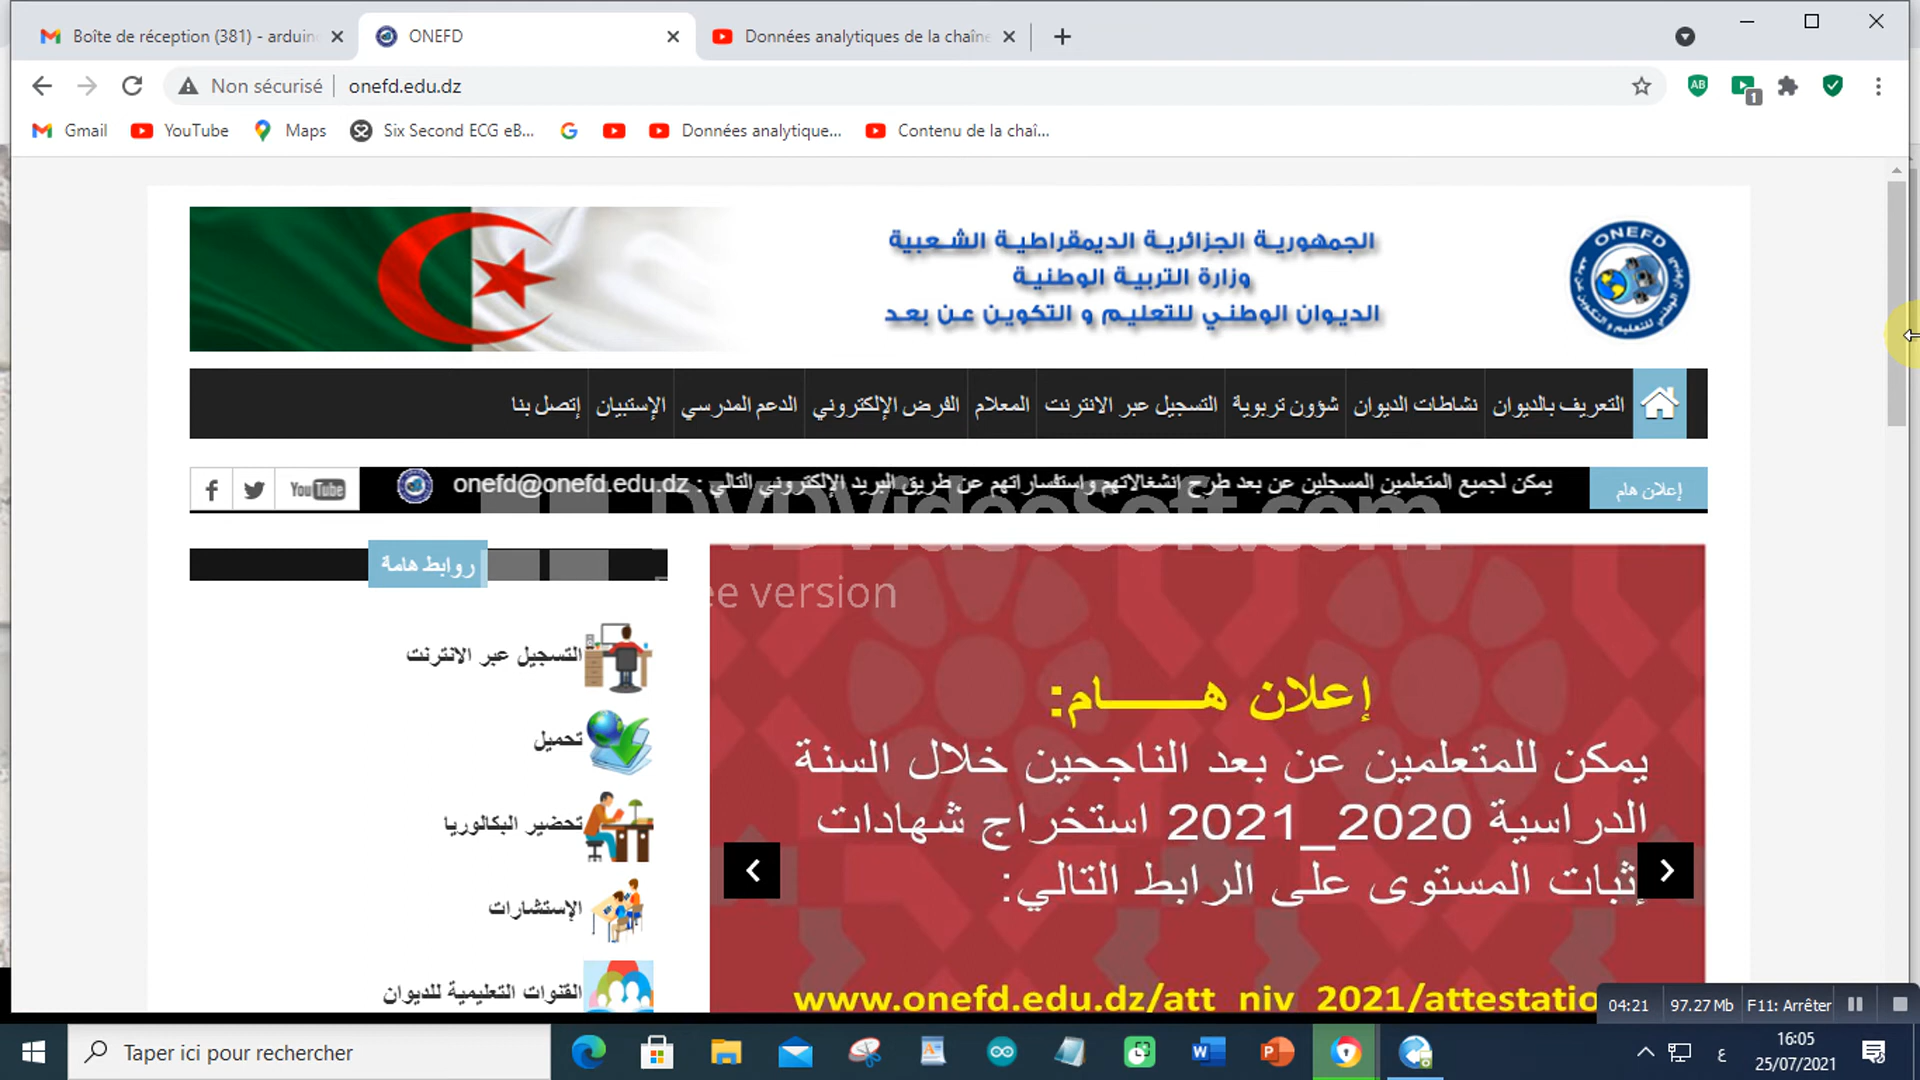 Boîte de réception (381) - arduin
ONEFD
Données analytiques de la chaîne
Non sécurisé
onefd.edu.dz
Gmail
YouTube
Maps
Six Second ECG eB...
Données analytique...
Contenu de la chaî...
الجمهورية الجزائرية الديمقراطية الشعبية
وزارة التربية الوطنية
الديوان الوطني للتعليم و التكوين عن بعد
ONEFD
التعريف بالديوان
نشاطات الديوان
شؤون تربوية
التسجيل عبر الانترنت
المعلام
الفرض الإلكتروني
الدعم المدرسي
الإستبيان
إتصل بنا
إعلان هام
يمكن لجميع المتعلمين المسجلين عن بعد طرح انشغالاتهم واستفساراتهم عن طريق البريد الإلكتروني التالي : onefd@onefd.edu.dz
YouTube
DVDVideoSoft.com
ee version
روابط هامة
التسجيل عبر الانترنت
تحميل
تحضير البكالوريا
الإستشارات
القنوات التعليمية للديوان
إعلان هـــــام:
يمكن للمتعلمين عن بعد الناجحين خلال السنة
الدراسية 2020_2021 استخراج شهادات
إثبات المستوى على الرابط التالي:
www.onefd.edu.dz/att_niv_2021/attestatio
04:21
97.27 Mb
F11: Arrêter
Taper ici pour rechercher
ع
16:05
25/07/2021